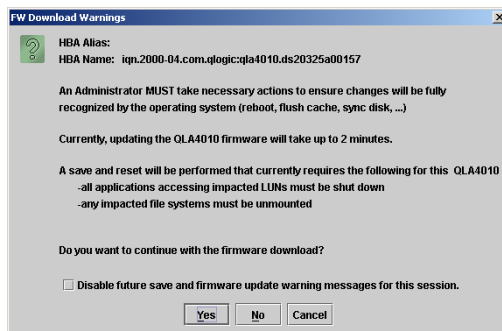 FW Download Warnings
HBA Alias:
HBA Name: iqn.2000-04.com.qlogic:qla4010.ds20325a00157
An Administrator MUST take necessary actions to ensure changes will be fully
recognized by the operating system (reboot, flush cache, sync disk, ...)
Currently, updating the QLA4010 firmware will take up to 2 minutes.
A save and reset will be performed that currently requires the following for this QLA4010
-all applications accessing impacted LUNs must be shut down
-any impacted file systems must be unmounted
Do you want to continue with the firmware download?
Disable future save and firmware update warning messages for this session.
Yes No Cancel